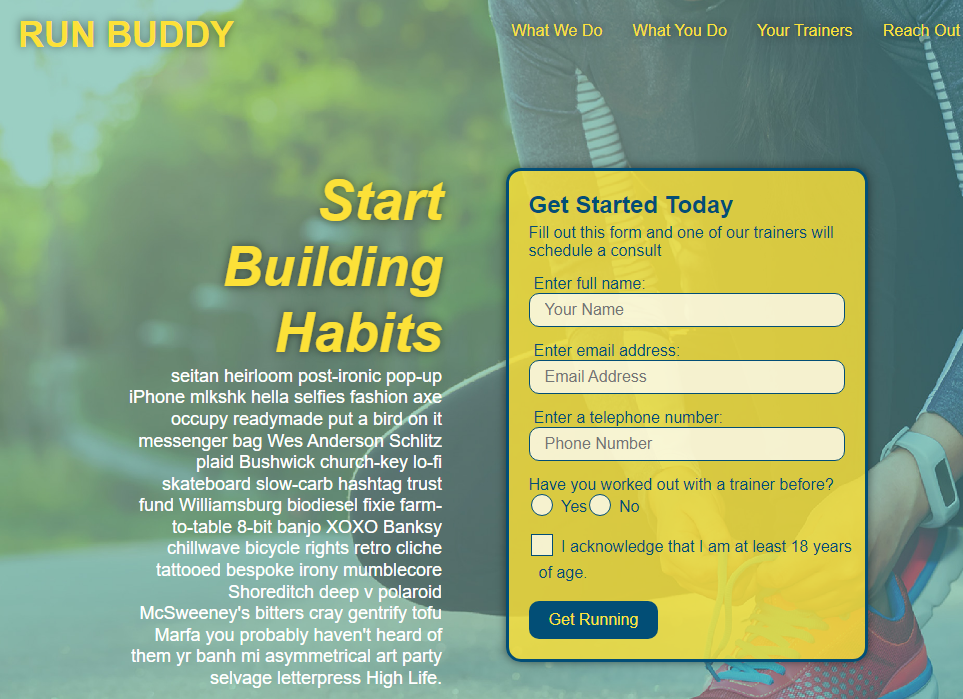 RUN BUDDY
What We Do What You Do Your Trainers Reach Out
Start
Building
Habits
seitan heirloom post-ironic pop-up
iPhone mlkshk hella selfies fashion axe
occupy readymade put a bird on it
messenger bag Wes Anderson Schlitz
plaid Bushwick church-key lo-fi
skateboard slow-carb hashtag trust
fund Williamsburg biodiesel fixie farm-
to-table 8-bit banjo XOXO Banksy
chillwave bicycle rights retro cliche
tattooed bespoke irony mumblecore
Shoreditch deep v polaroid
McSweeney's bitters cray gentrify tofu
Marfa you probably haven't heard of
them yr banh mi asymmetrical art party
selvage letterpress High Life.
Get Started Today
Fill out this form and one of our trainers will
schedule a consult
Enter full name:
Your Name
Enter email address:
Email Address
Enter a telephone number:
Phone Number
Have you worked out with a trainer before?
Yes No
I acknowledge that I am at least 18 years
of age.
Get Running